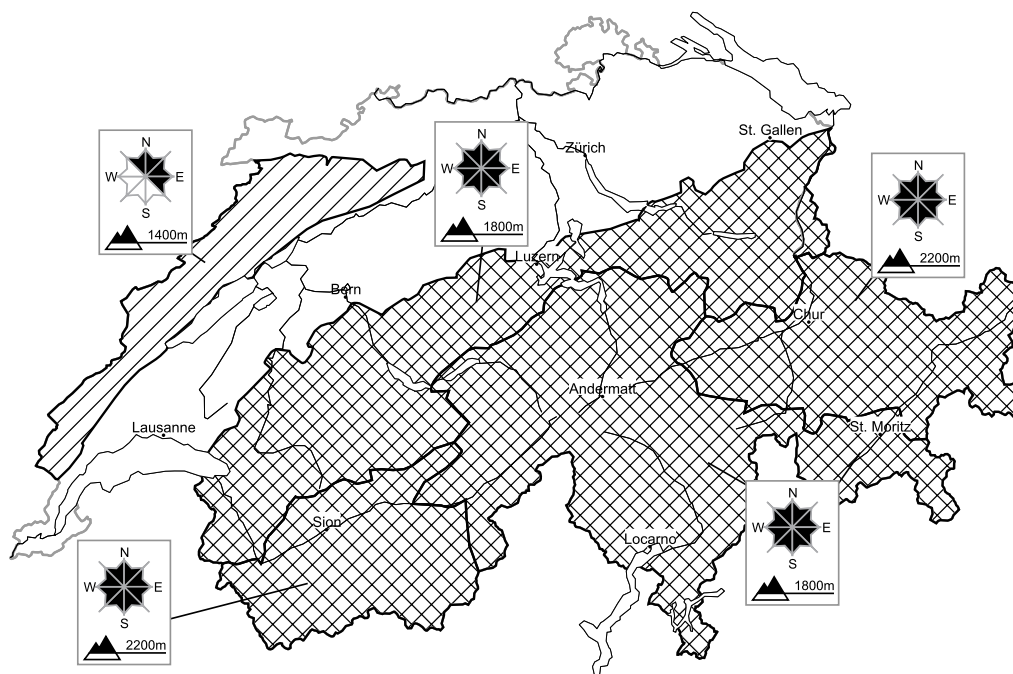 St. Gallen
Zürich
N
W E
S
1400m
N
W E
S
1800m
N
W E
S
2200m
Luzern
Bern
Chur
Andermatt
Lausanne
St. Moritz
Sion
Locarno
N
W E
S
1800m
N
W E
S
2200m